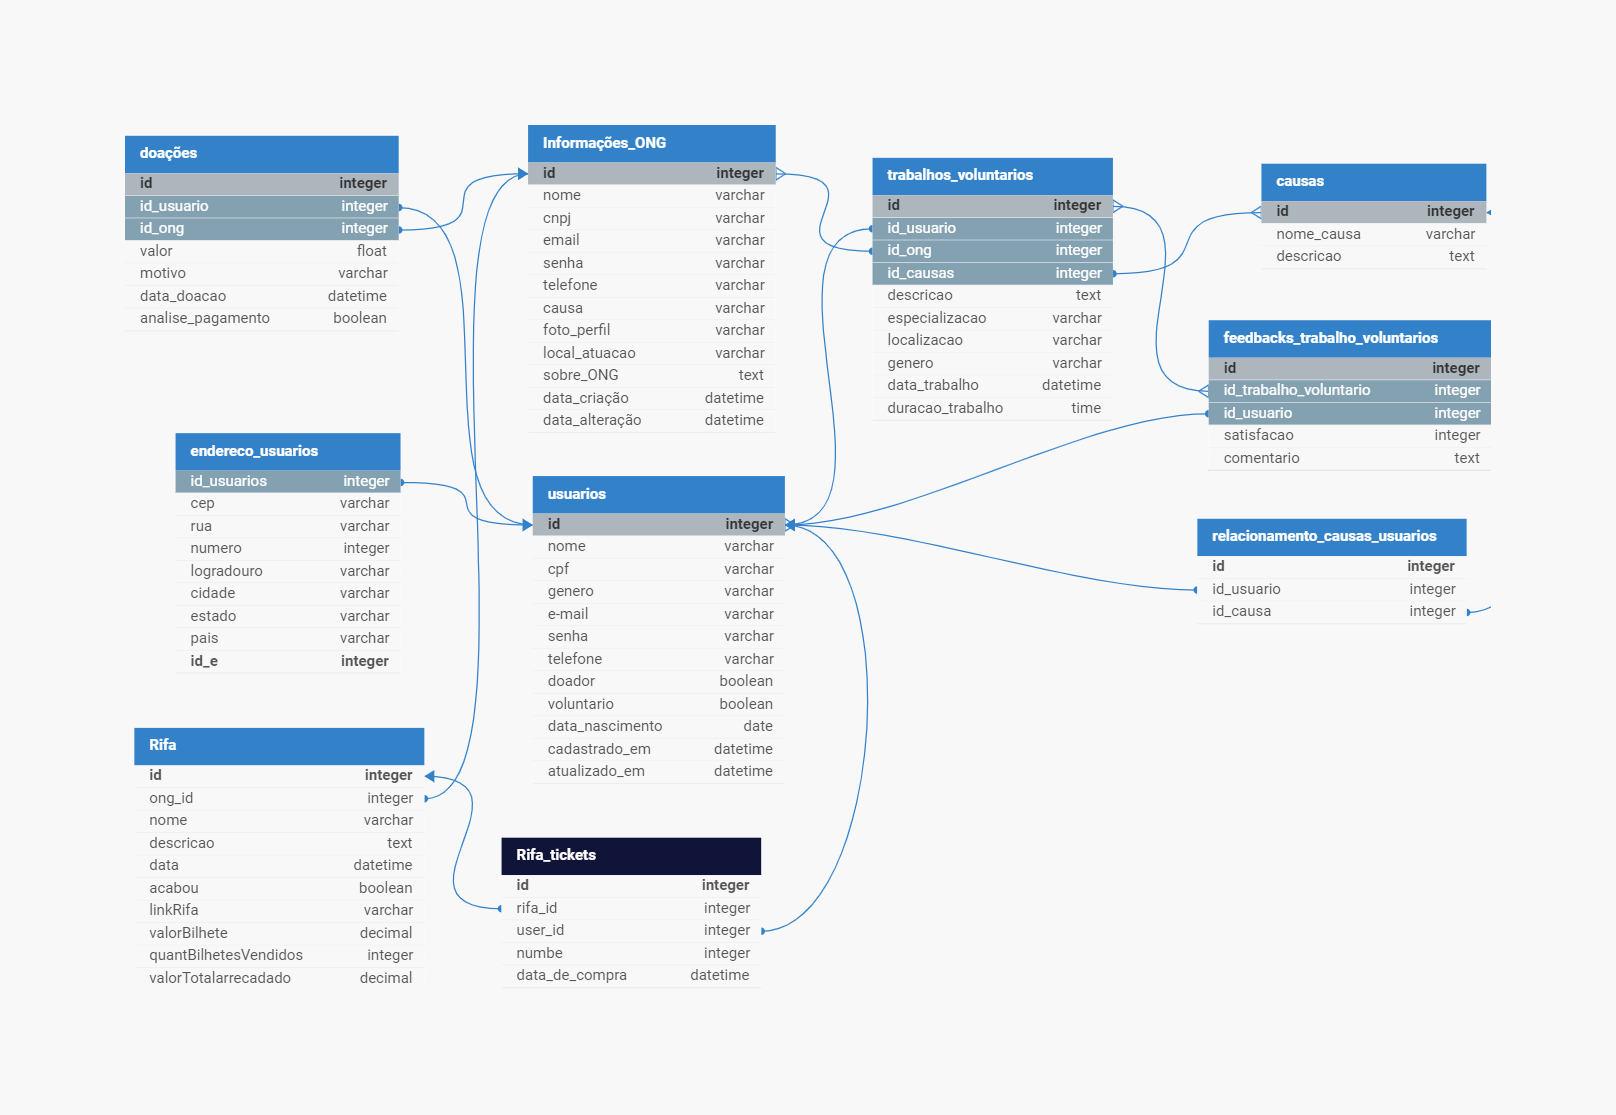 doações
id integer
id_usuario integer
id_ong integer
valor float
motivo varchar
data_doacao datetime
analise_pagamento boolean
Informações_ONG
id integer
nome varchar
cnpj varchar
email varchar
senha varchar
telefone varchar
causa varchar
foto_perfil varchar
local_atuacao varchar
sobre_ONG text
data_criação datetime
data_alteração datetime
trabalhos_voluntarios
id integer
id_usuario integer
id_ong integer
id_causas integer
descricao text
especializacao varchar
localizacao varchar
genero varchar
data_trabalho datetime
duracao_trabalho time
causas
id integer
nome_causa varchar
descricao text
feedbacks_trabalho_voluntarios
id integer
id_trabalho_voluntario integer
id_usuario integer
satisfacao integer
comentario text
endereco_usuarios
id_usuarios integer
cep varchar
rua varchar
numero integer
logradouro varchar
cidade varchar
estado varchar
pais varchar
id_e integer
usuarios
id integer
nome varchar
cpf varchar
genero varchar
e-mail varchar
senha varchar
telefone varchar
doador boolean
voluntario boolean
data_nascimento date
cadastrado_em datetime
atualizado_em datetime
relacionamento_causas_usuarios
id integer
id_usuario integer
id_causa integer
Rifa
id integer
ong_id integer
nome varchar
descricao text
data datetime
acabou boolean
linkRifa varchar
valorBilhete decimal
quantBilhetesVendidos integer
valorTotalarrecadado decimal
Rifa_tickets
id integer
rifa_id integer
user_id integer
numbe integer
data_de_compra datetime